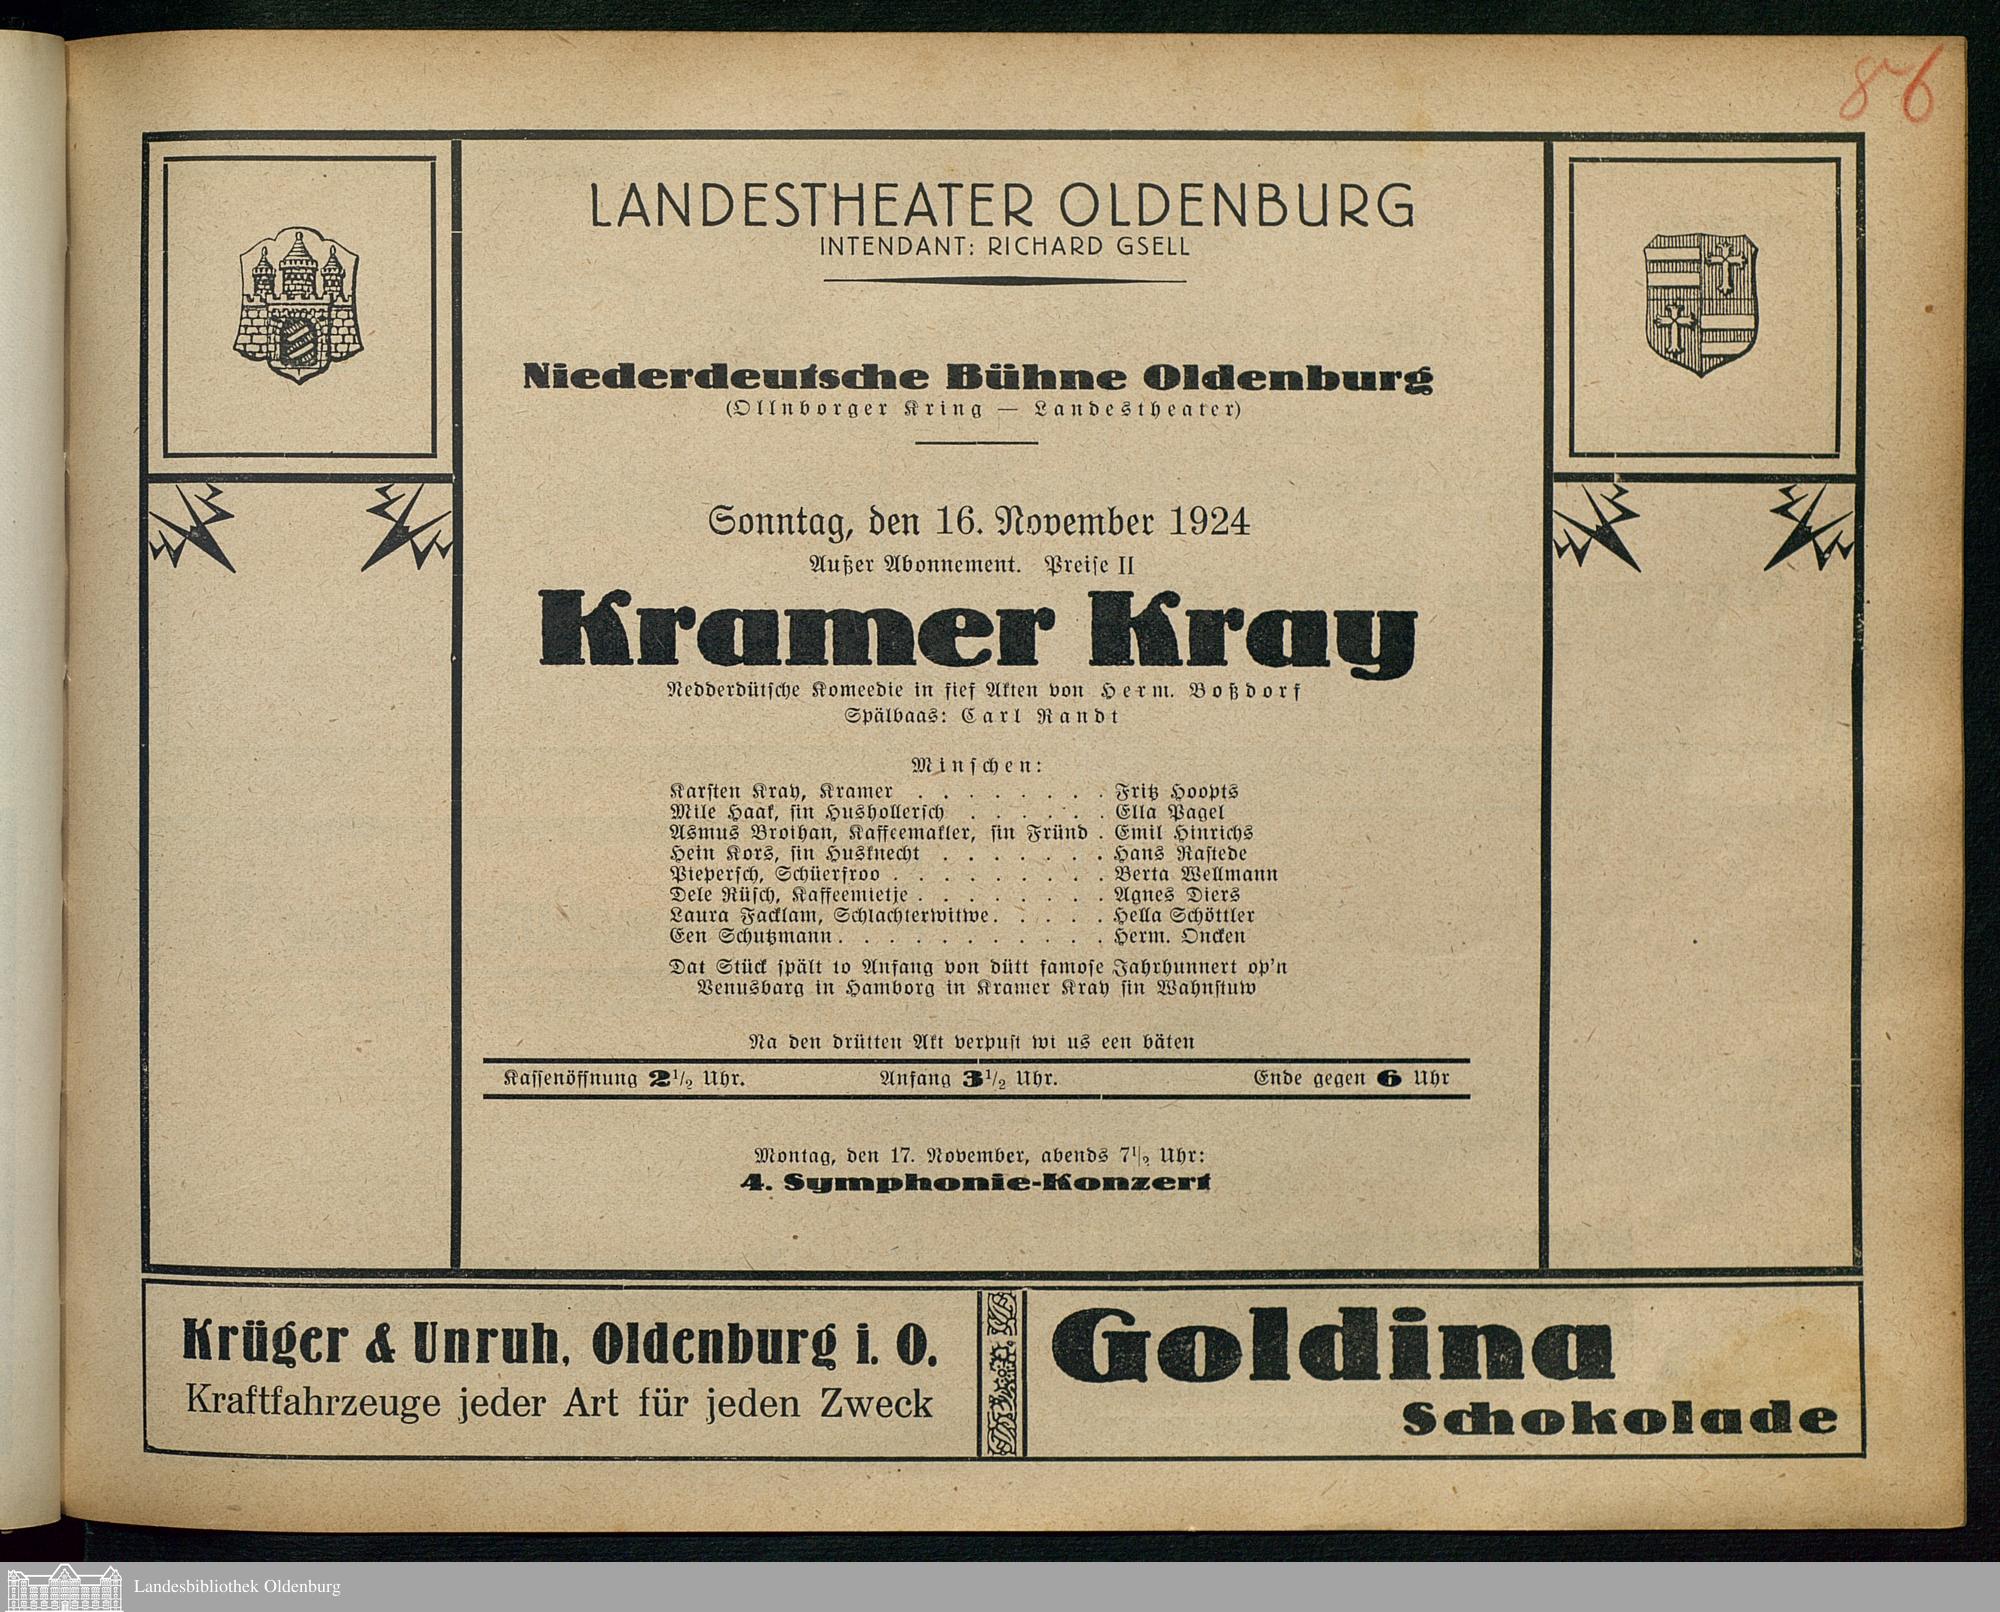 86
LANDESTHEATER OLDENBURG
INTENDANT: RICHARD GSELL
Niederdeutsche Bühne Oldenburg
(Ollnborger Kring — Landestheater)
Sonntag, den 16. November 1924
Außer Abonnement. Preise II
Kramer Kray
Nedderdütsche Komeedie in fief Akten von Herm. Boßdorf
Spälbaas: Carl Randt
Minschen:
Karsten Kray, Kramer . . . . . . . . Fritz Hoopts
Mile Haak, sin Hushollersch . . . . . . Ella Pagel
Asmus Broihan, Kaffeemakler, sin Fründ . Emil Hinrichs
Hein Kors, sin Husknecht . . . . . . . Hans Rastede
Piepersch, Schüerfroo . . . . . . . . . Berta Wellmann
Dele Rüsch, Kaffeemietje . . . . . . . . Agnes Diers
Laura Facklam, Schlachterwitwe . . . . . Hella Schöttler
Een Schutzmann . . . . . . . . . . . Herm. Oncken
Dat Stück spält to Anfang von dütt famose Jahrhunnert op'n
Venusbarg in Hamborg in Kramer Kray sin Wahnstuw
Na den drütten Akt verpust wi us een bäten
Kassenöffnung 2 1/2 Uhr. Anfang 3 1/2 Uhr. Ende gegen 6 Uhr
Montag, den 17. November, abends 7 1/2 Uhr:
4. Symphonie-Konzert
Krüger & Unruh, Oldenburg i. O.
Kraftfahrzeuge jeder Art für jeden Zweck
Goldina
Schokolade
Landesbibliothek Oldenburg